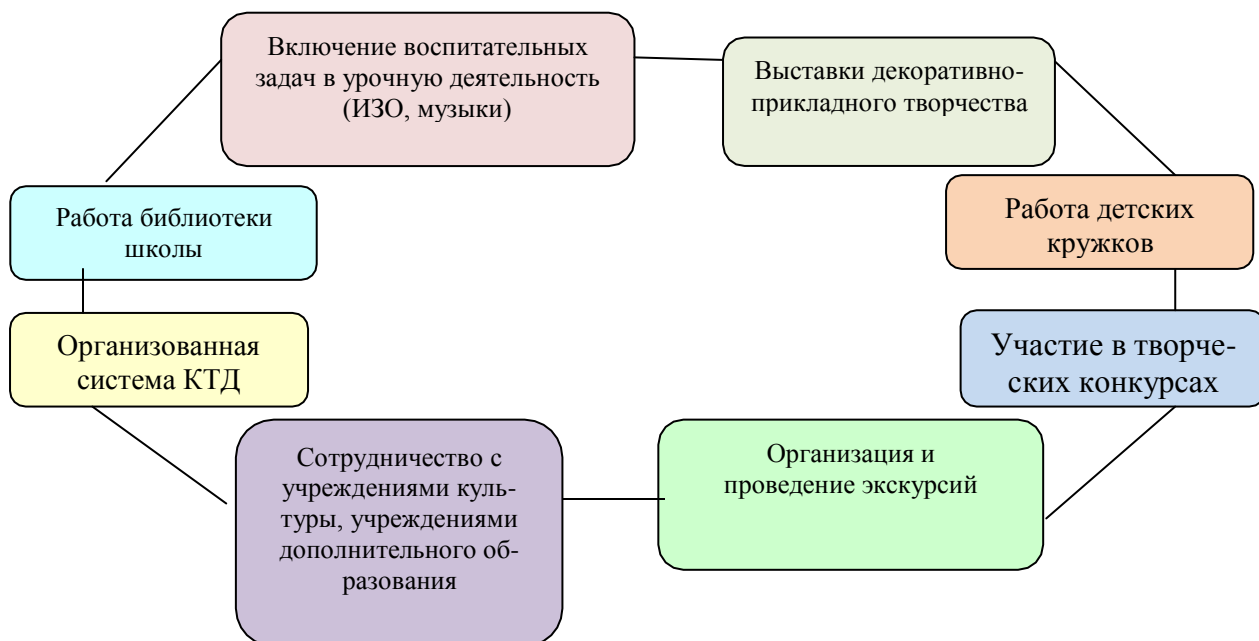 Включение воспитательных
задач в урочную деятельность
(ИЗО, музыки)
Выставки декоративно-
прикладного творчества
Работа библиотеки
школы
Работа детских
кружков
Организованная
система КТД
Участие в творче-
ских конкурсах
Сотрудничество с
учреждениями куль-
туры, учреждениями
дополнительного об-
разования
Организация и
проведение экскурсий